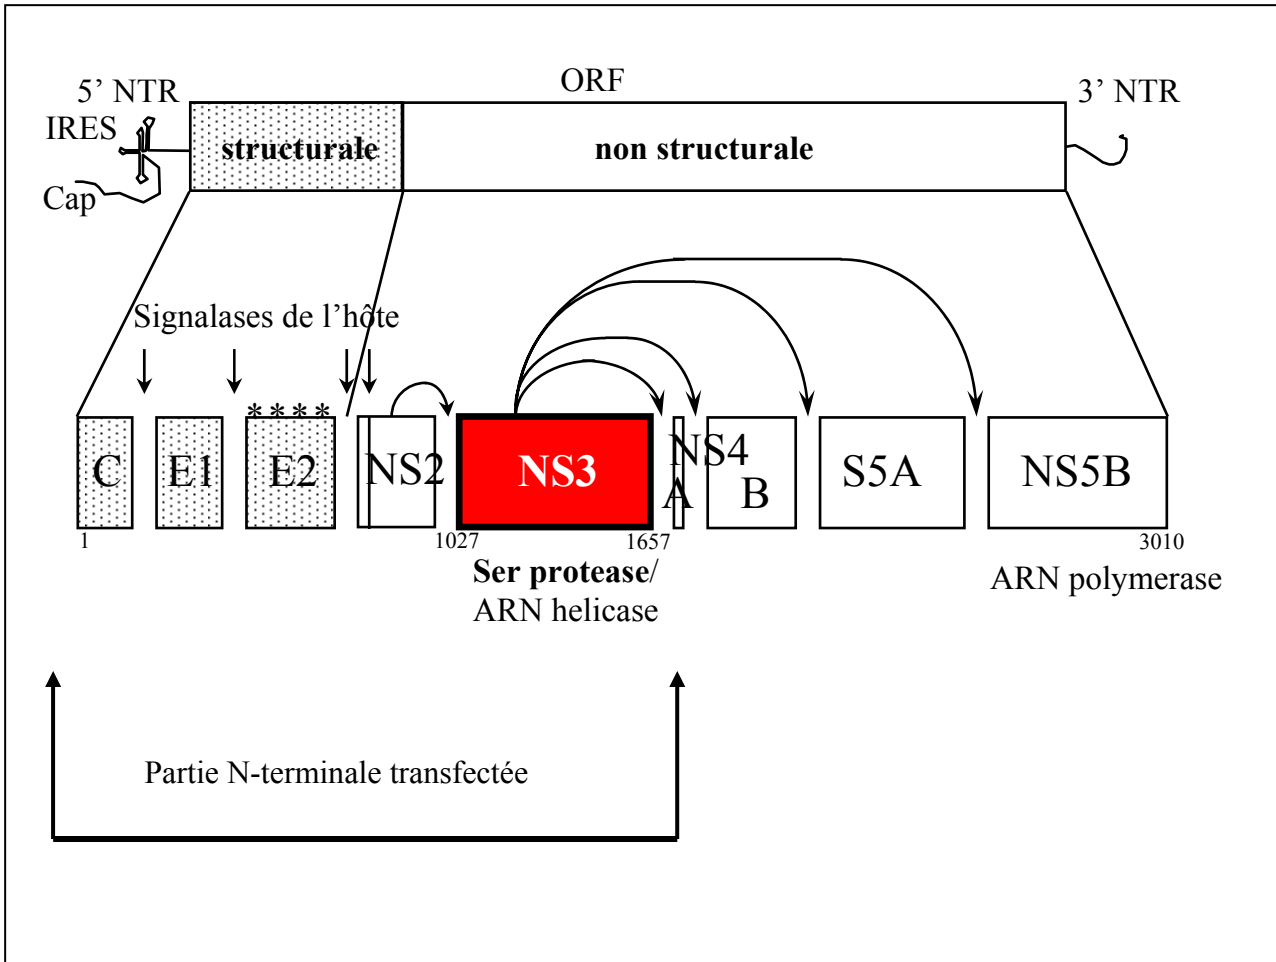 ORF
5’ NTR
3’ NTR
IRES
structurale
non structurale
Cap
Signalases de l’hôte
****
C
E1
E2
NS2
NS3
NS4
A
B
S5A
NS5B
1
1027
1657
3010
Ser protease/
ARN helicase
ARN polymerase
Partie N-terminale transfectée